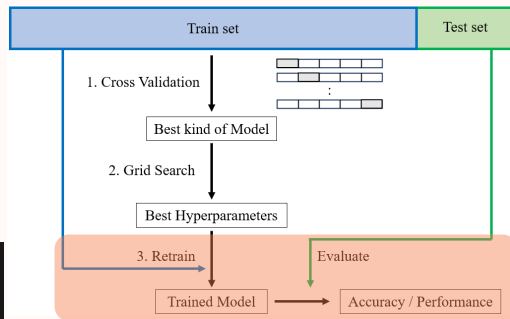 Train set
Test set
1. Cross Validation
:
Best kind of Model
2. Grid Search
Best Hyperparameters
3. Retrain
Evaluate
Trained Model
Accuracy / Performance